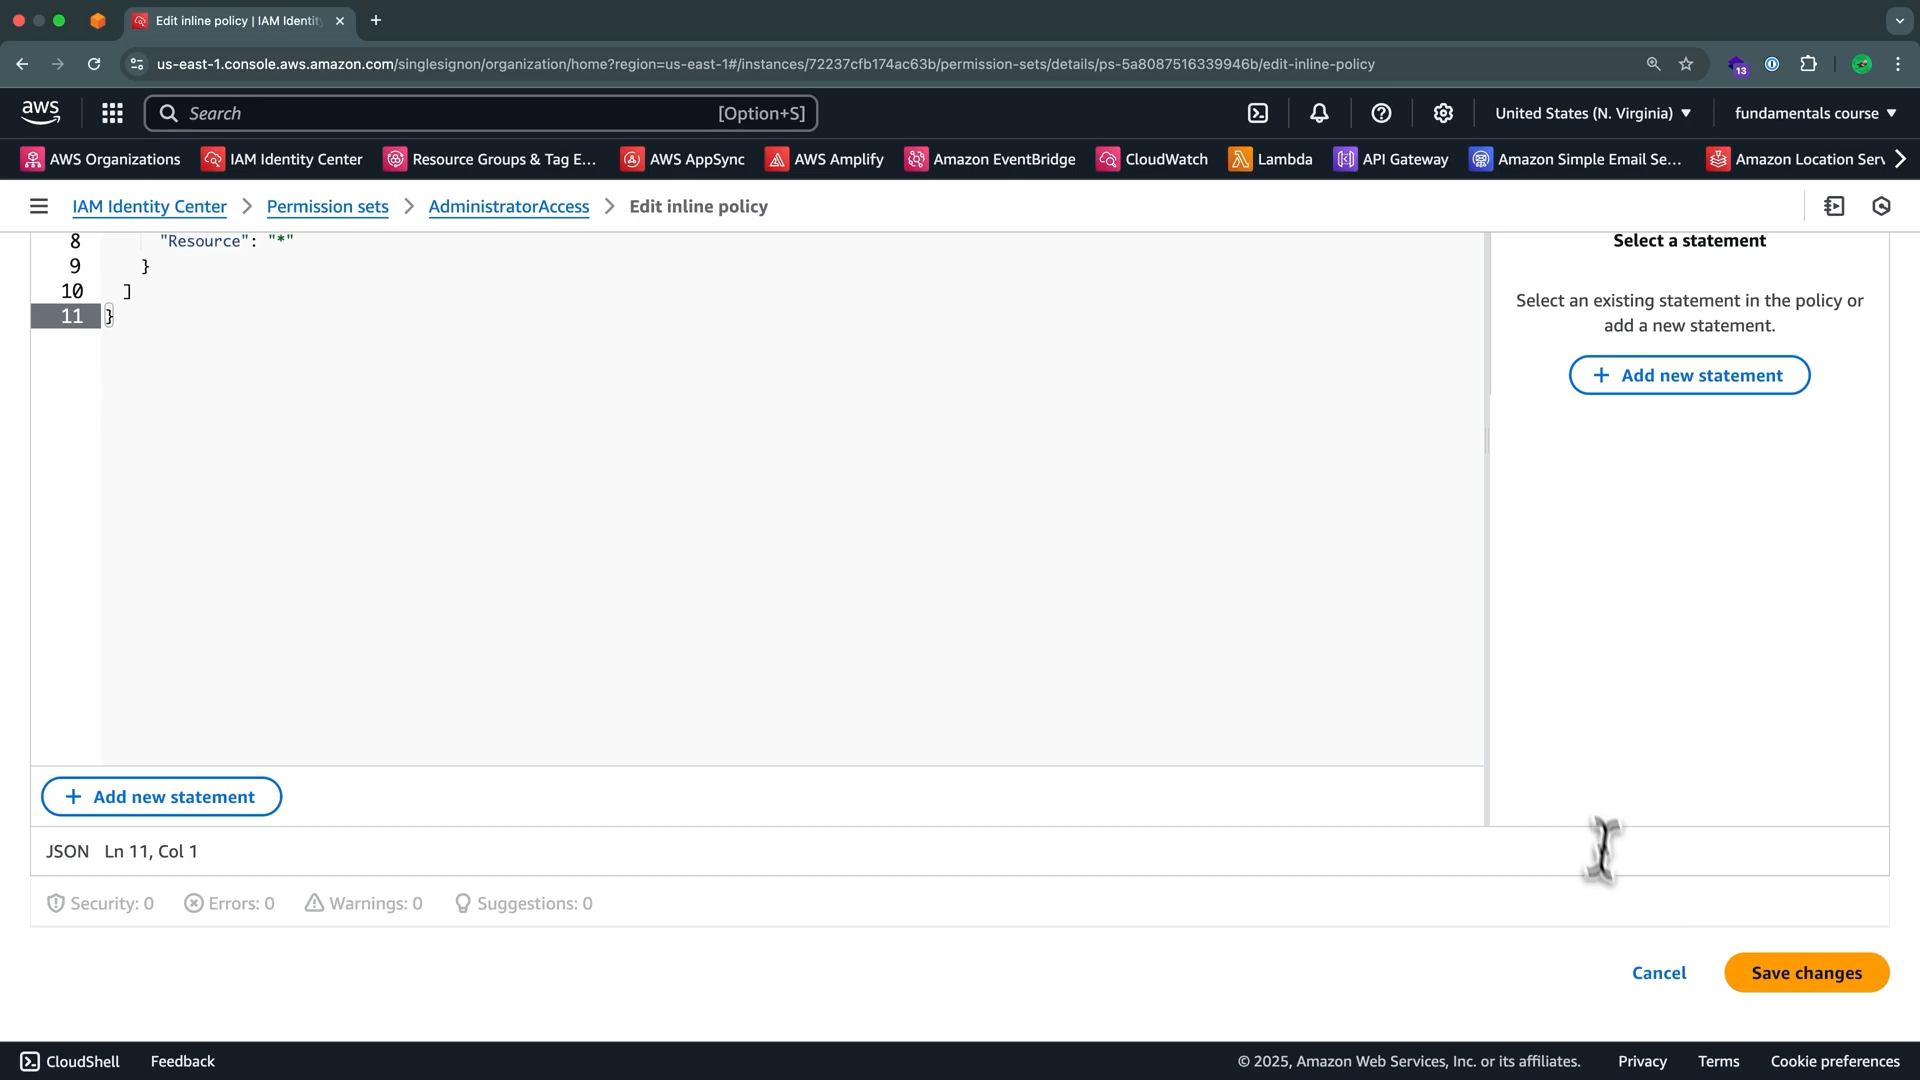 Edit inline policy | IAM Identit
us-east-1.console.aws.amazon.com/singlesignon/organization/home?region=us-east-1#/instances/72237cfb174ac63b/permission-sets/details/ps-5a8087516339946b/edit-inline-policy
13
aws
Search [Option+S]
United States (N. Virginia)
fundamentals course
AWS Organizations
IAM Identity Center
Resource Groups & Tag E...
AWS AppSync
AWS Amplify
Amazon EventBridge
CloudWatch
Lambda
API Gateway
Amazon Simple Email Se...
Amazon Location Serv
IAM Identity Center > Permission sets > AdministratorAccess > Edit inline policy
8 "Resource": "*"
9 }
10 ]
11 }
Select a statement
Select an existing statement in the policy or
add a new statement.
+ Add new statement
+ Add new statement
JSON Ln 11, Col 1
Security: 0 Errors: 0 Warnings: 0 Suggestions: 0
Cancel
Save changes
CloudShell Feedback
© 2025, Amazon Web Services, Inc. or its affiliates. Privacy Terms Cookie preferences